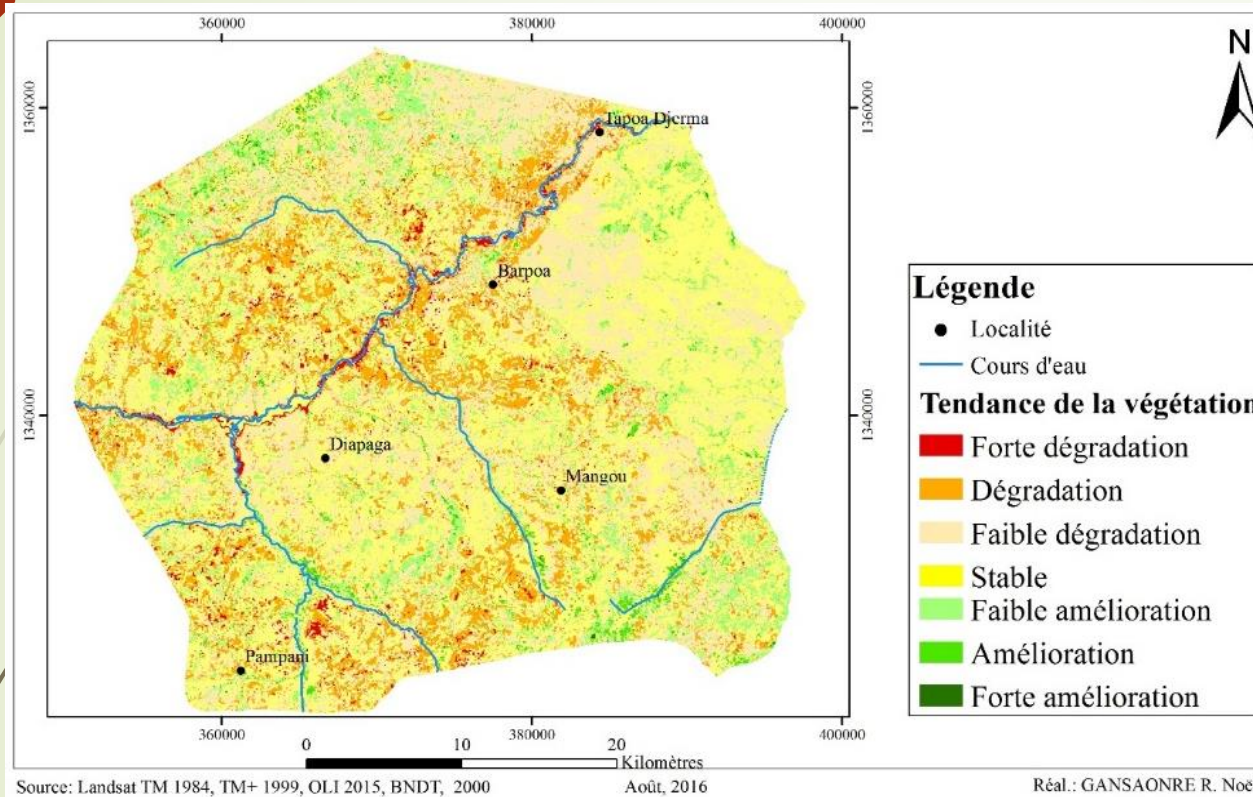 360000 380000 400000
N
1360000 1360000
Tapoa Djerma
Barpoa
1340000 1340000
Diapaga
Mangou
Pampani
360000 380000 400000
0 10 20
Kilomètres
Légende
Localité
Cours d'eau
Tendance de la végétation
Forte dégradation
Dégradation
Faible dégradation
Stable
Faible amélioration
Amélioration
Forte amélioration
Source: Landsat TM 1984, TM+ 1999, OLI 2015, BNDT, 2000 Août, 2016 Réal.: GANSAONRE R. Noë